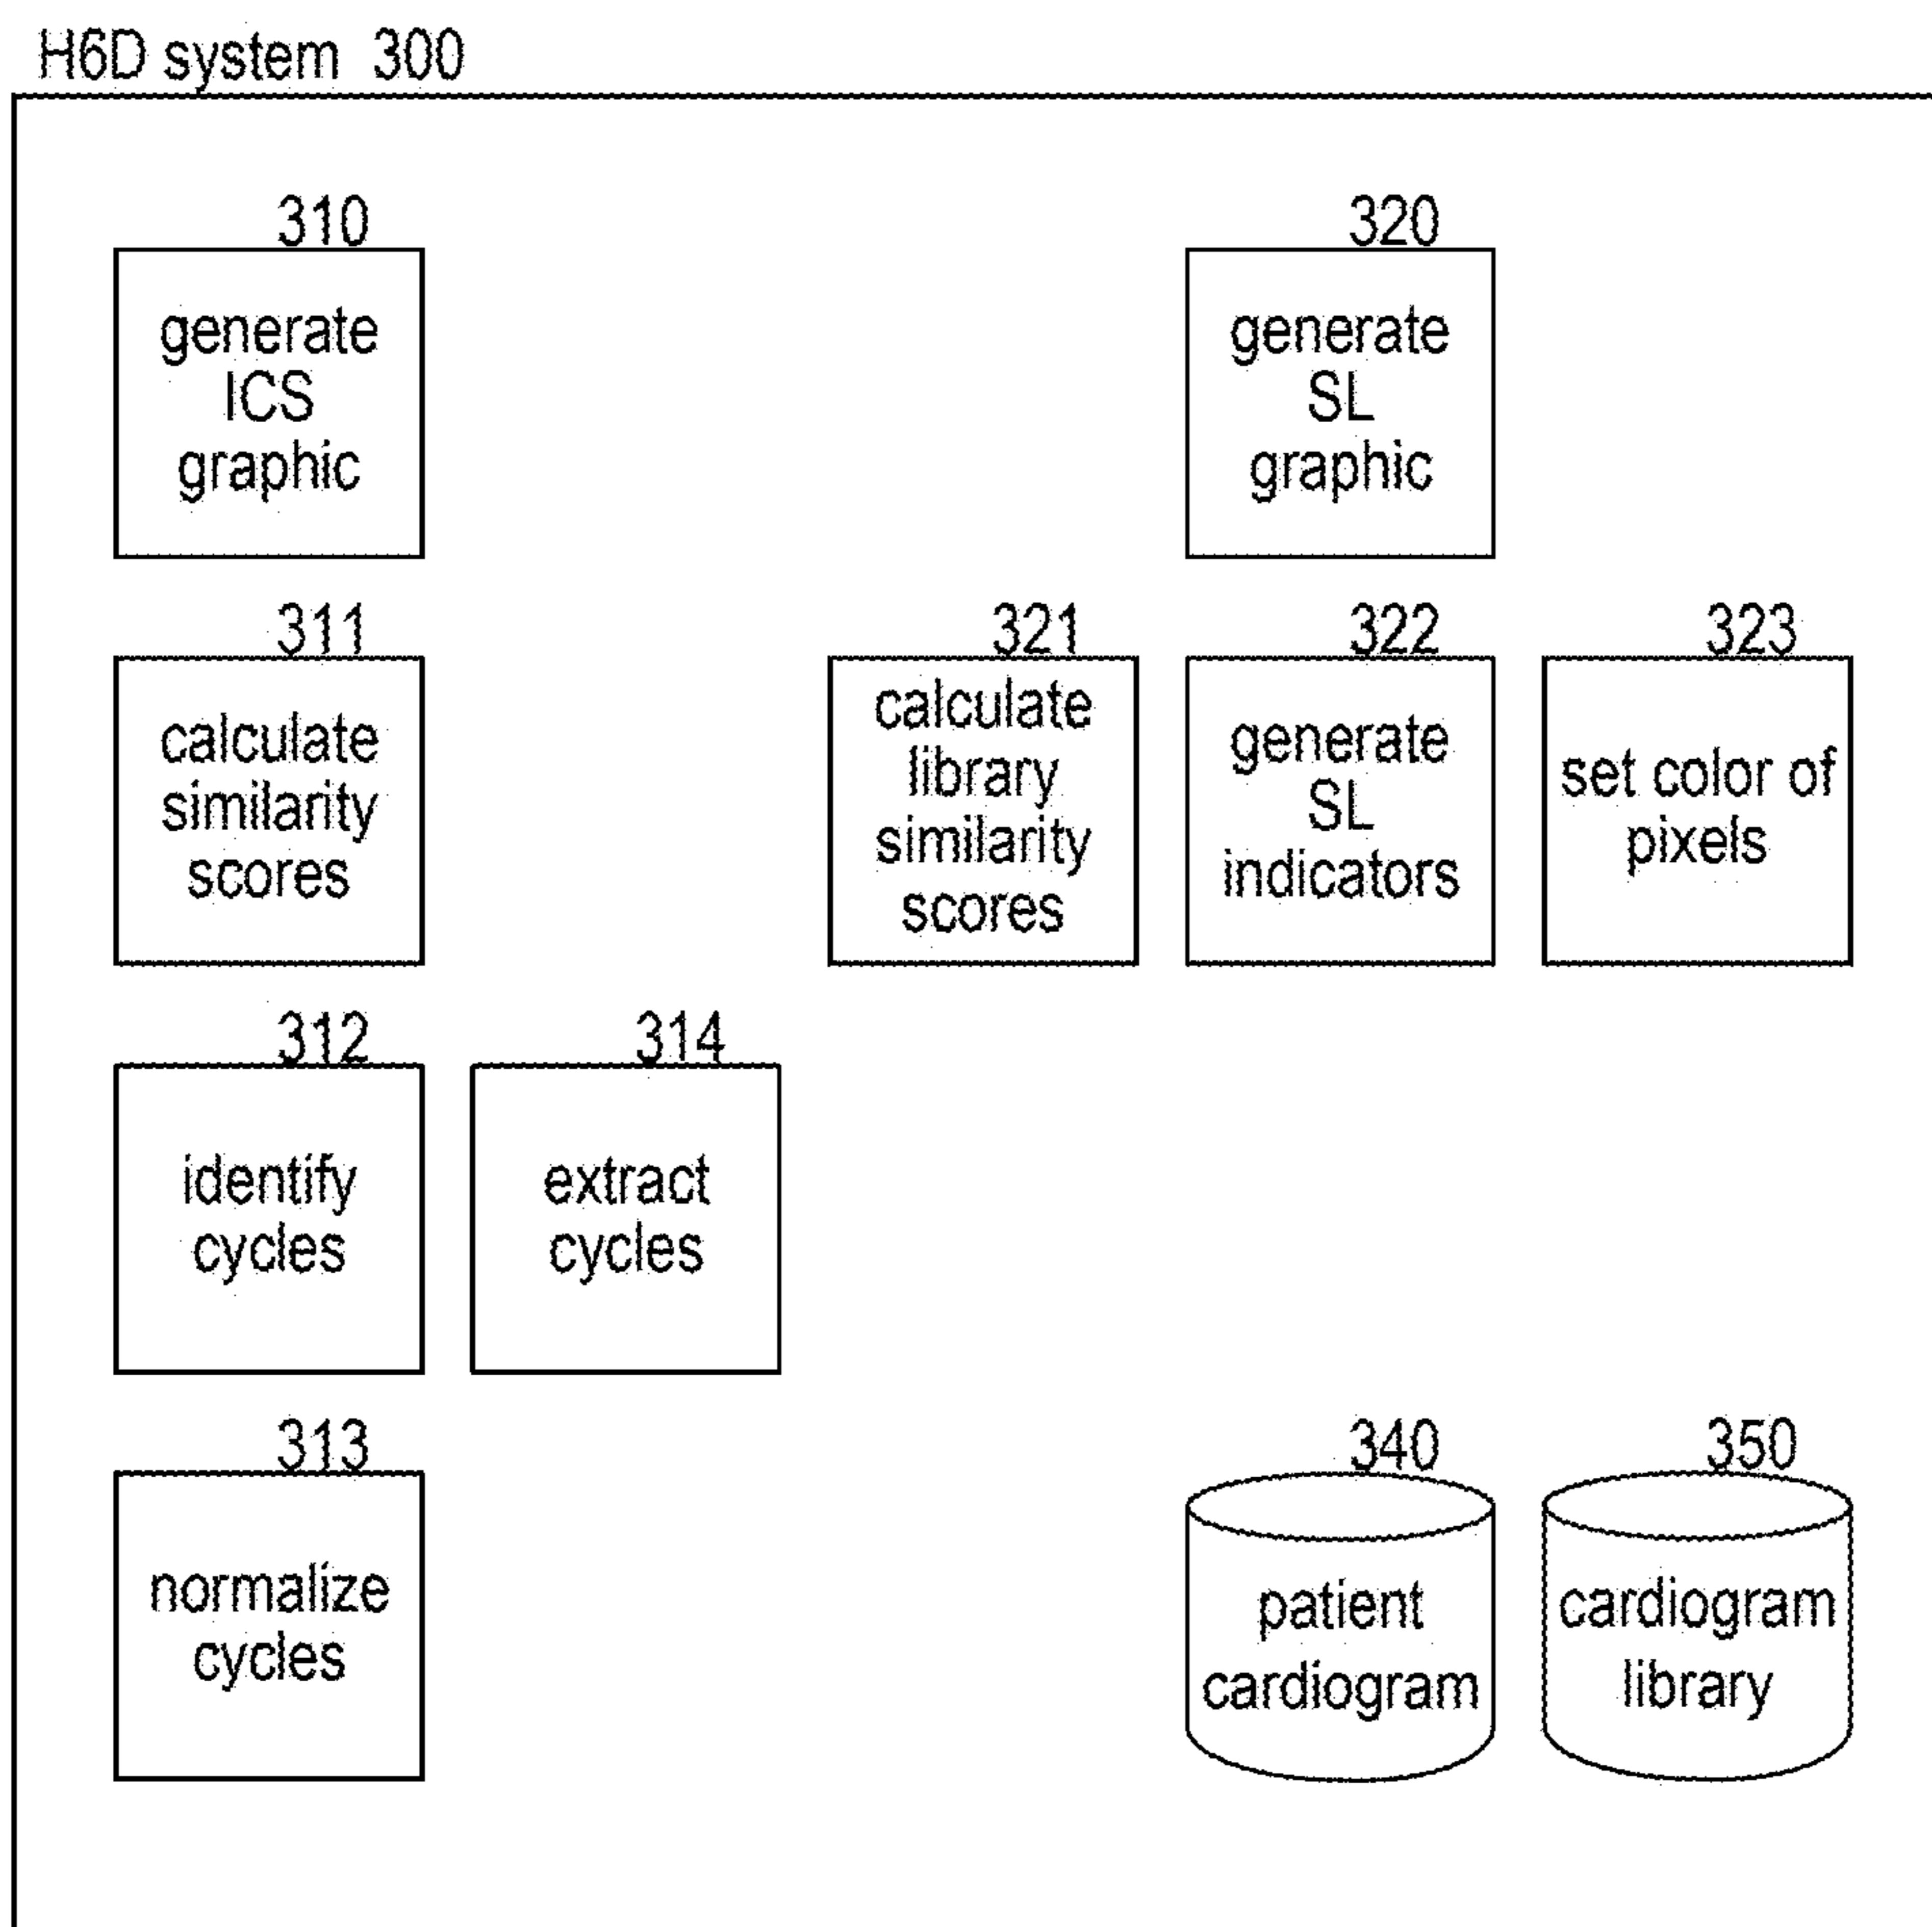 H6D system 300
310
generate
ICS
graphic
320
generate
SL
graphic
311
calculate
similarity
scores
321
calculate
library
similarity
scores
322
generate
SL
indicators
323
set color of
pixels
312
identify
cycles
314
extract
cycles
313
normalize
cycles
340
patient
cardiogram
350
cardiogram
library